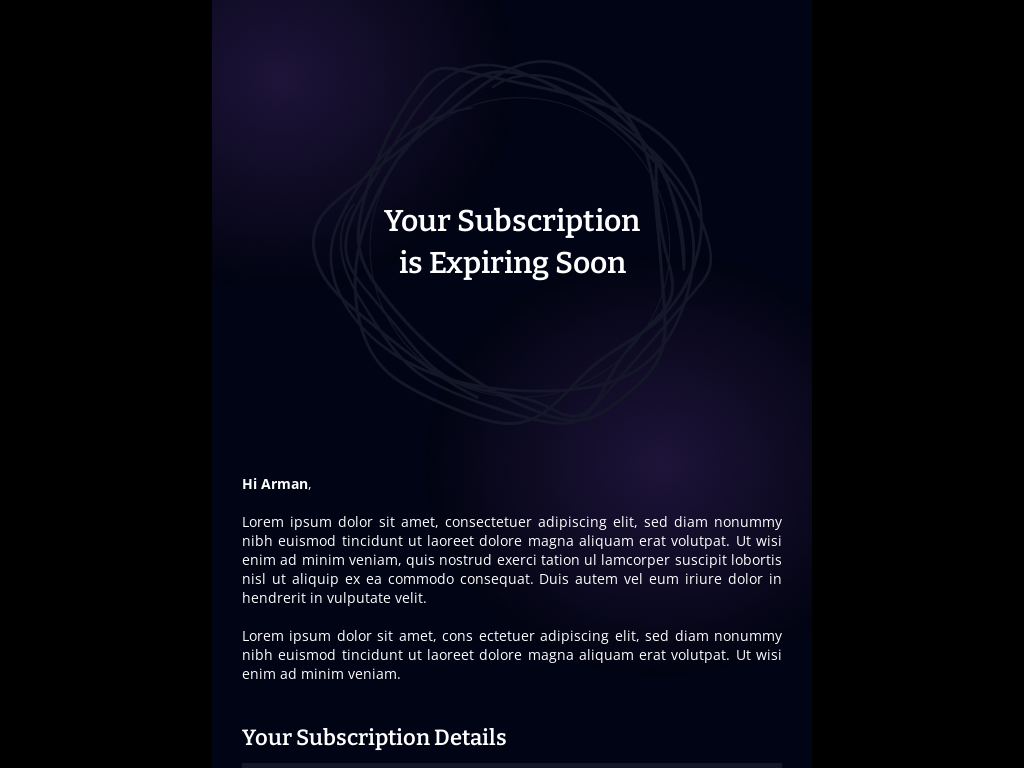 Your Subscription
is Expiring Soon
Hi Arman,
Lorem ipsum dolor sit amet, consectetuer adipiscing elit, sed diam nonummy
nibh euismod tincidunt ut laoreet dolore magna aliquam erat volutpat. Ut wisi
enim ad minim veniam, quis nostrud exerci tation ul lamcorper suscipit lobortis
nisl ut aliquip ex ea commodo consequat. Duis autem vel eum iriure dolor in
hendrerit in vulputate velit.
Lorem ipsum dolor sit amet, cons ectetuer adipiscing elit, sed diam nonummy
nibh euismod tincidunt ut laoreet dolore magna aliquam erat volutpat. Ut wisi
enim ad minim veniam.
Your Subscription Details